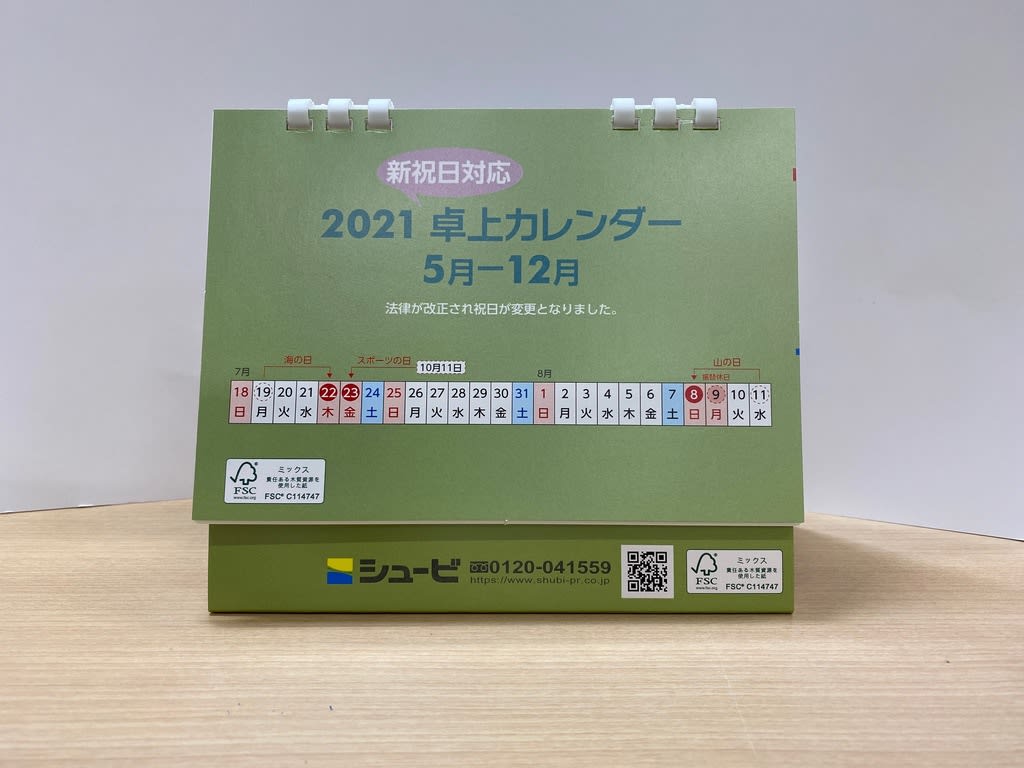 新祝日対応
2021 卓上カレンダー
5月ー12月
法律が改正され祝日が変更となりました。
7月 海の日 スポーツの日 10月11日 8月 山の日
振替休日
18 19 20 21 22 23 24 25 26 27 28 29 30 31 1 2 3 4 5 6 7 8 9 10 11
日 月 火 水 木 金 土 日 月 火 水 木 金 土 日 月 火 水 木 金 土 日 月 火 水
FSC
www.fsc.org
ミックス
責任ある木質資源を
使用した紙
FSC® C114747
シュービ 0120-041559
https://www.shubi-pr.co.jp
FSC
www.fsc.org
ミックス
責任ある木質資源を
使用した紙
FSC® C114747